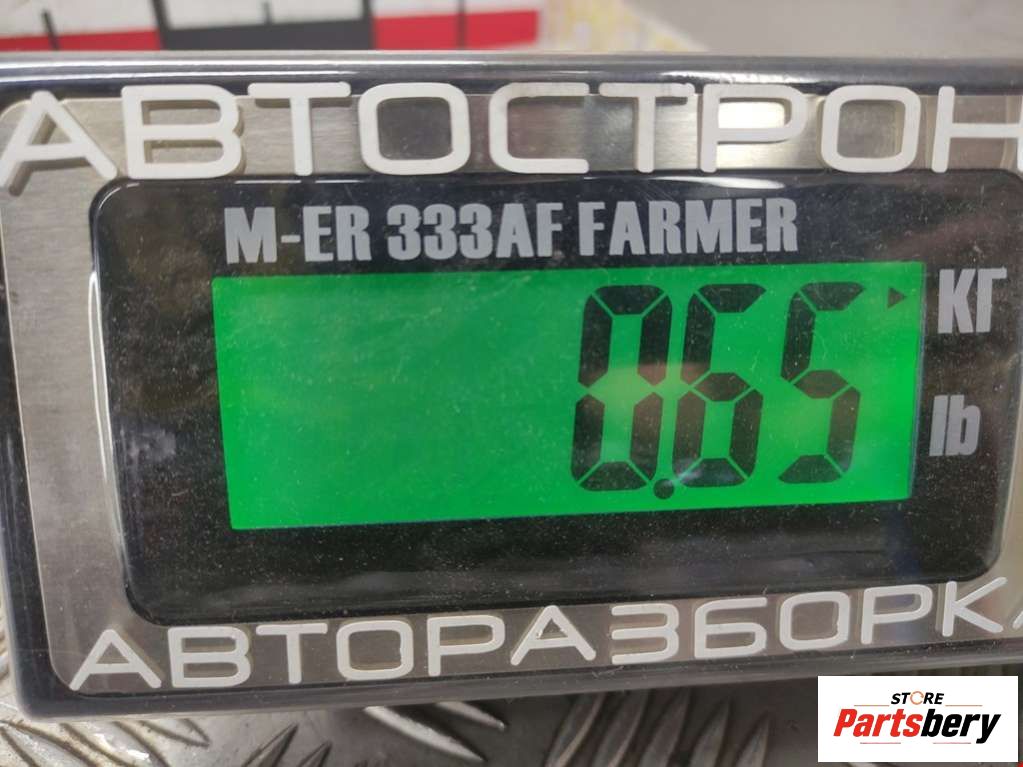 АВТОСТРОН
M-ER 333AF FARMER
0.65
КГ
lb
АВТОРАЗБОРКА
STORE
Partsbery